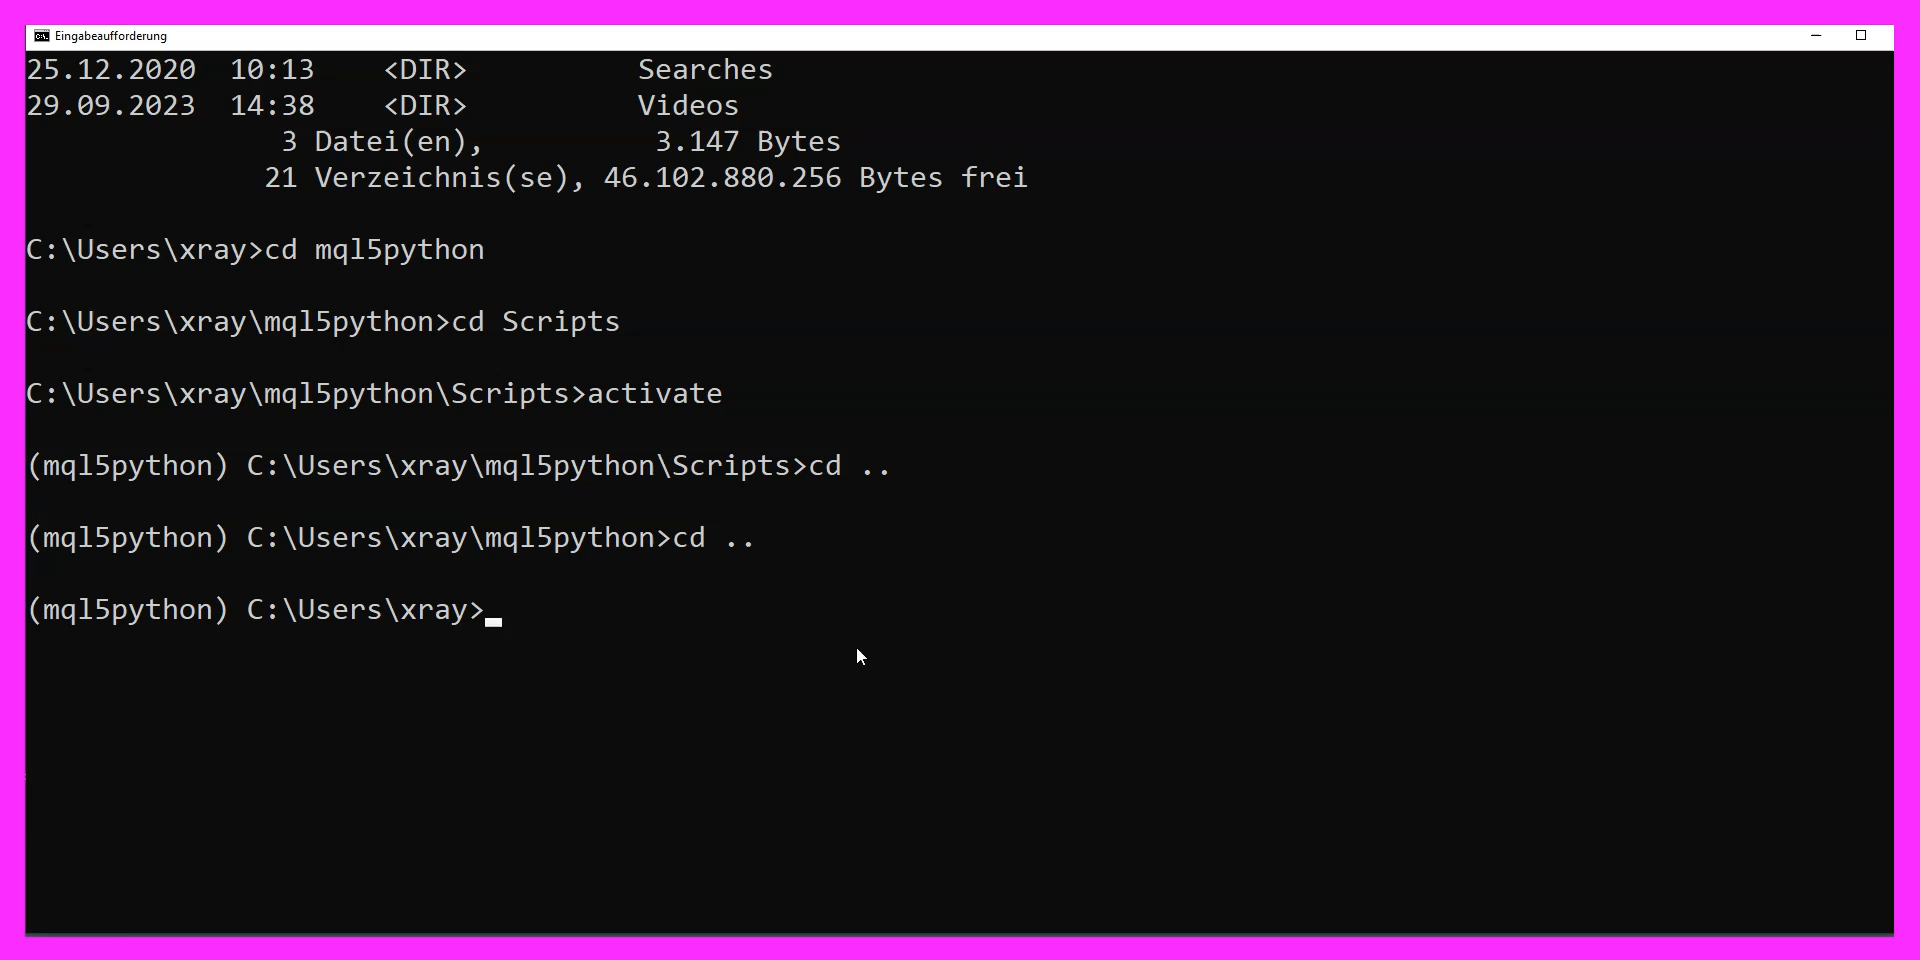 Eingabeaufforderung
25.12.2020  10:13    <DIR>          Searches
29.09.2023  14:38    <DIR>          Videos
               3 Datei(en),          3.147 Bytes
              21 Verzeichnis(se), 46.102.880.256 Bytes frei
C:\Users\xray>cd mql5python
C:\Users\xray\mql5python>cd Scripts
C:\Users\xray\mql5python\Scripts>activate
(mql5python) C:\Users\xray\mql5python\Scripts>cd ..
(mql5python) C:\Users\xray\mql5python>cd ..
(mql5python) C:\Users\xray>